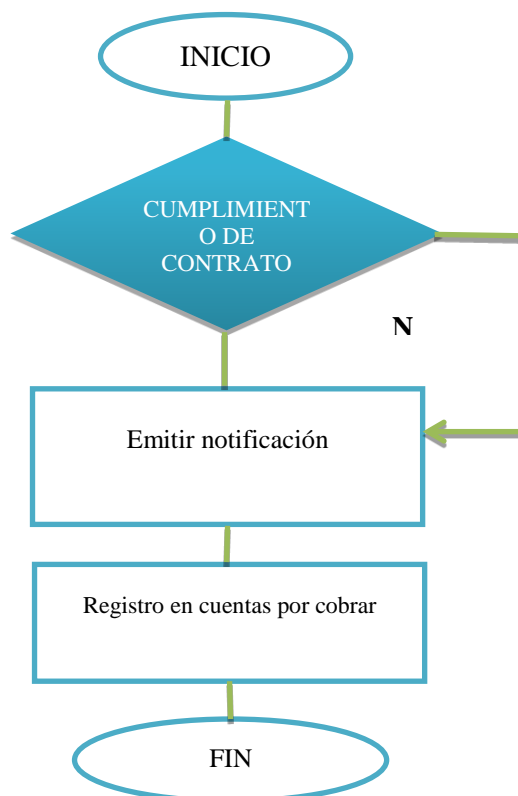 INICIO
CUMPLIMIENT
O DE
CONTRATO
N
Emitir notificación
Registro en cuentas por cobrar
FIN